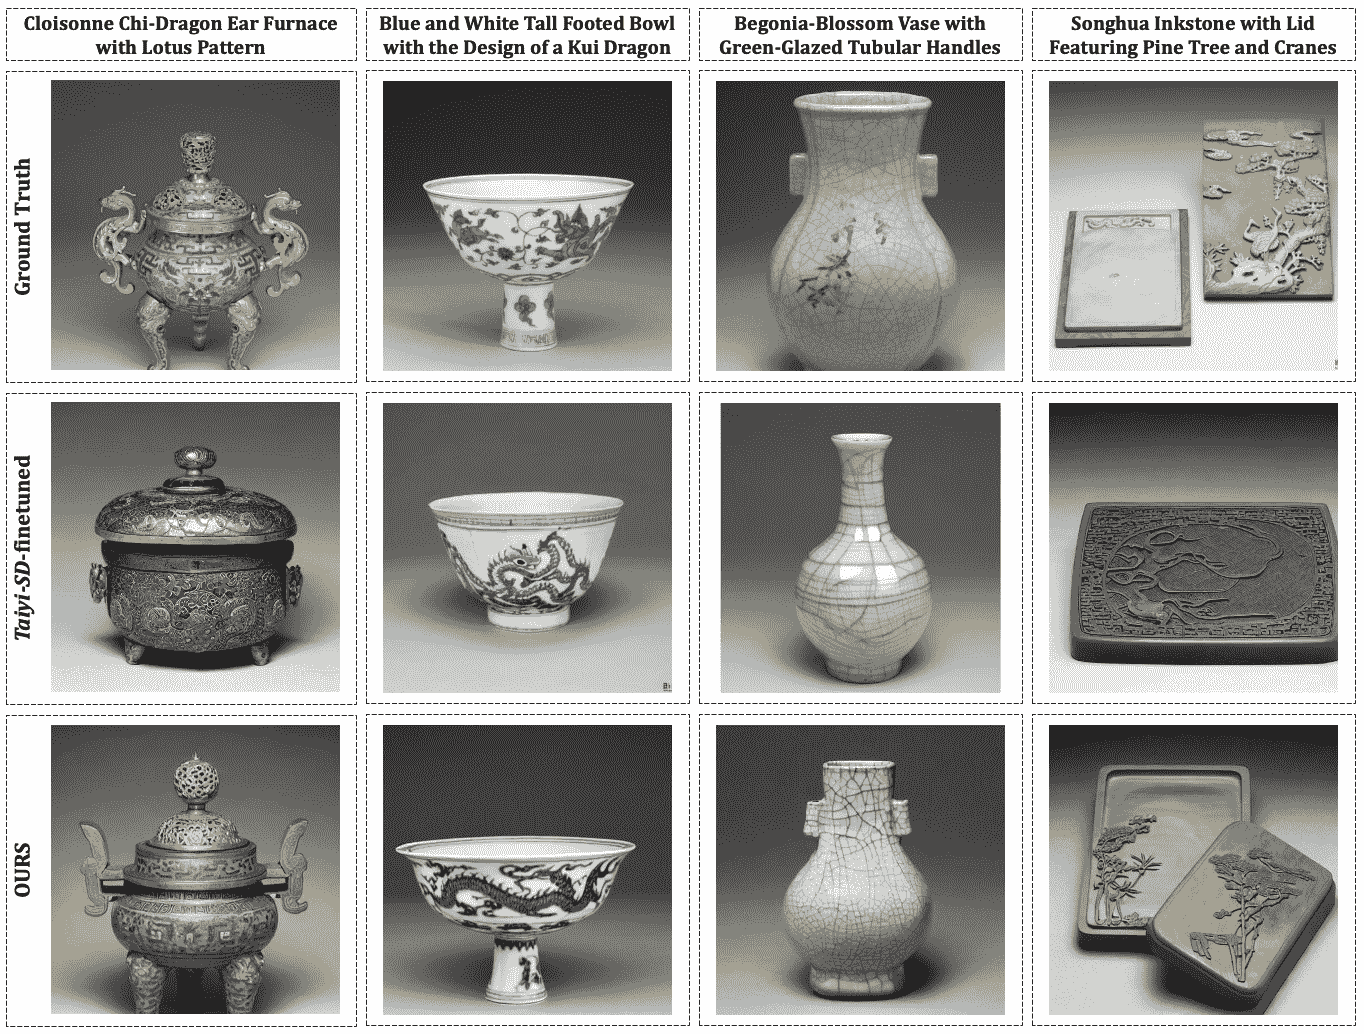 Cloisonne Chi-Dragon Ear Furnace
with Lotus Pattern
Blue and White Tall Footed Bowl
with the Design of a Kui Dragon
Begonia-Blossom Vase with
Green-Glazed Tubular Handles
Songhua Inkstone with Lid
Featuring Pine Tree and Cranes
Ground Truth
Taiyi-SD-finetuned
OURS